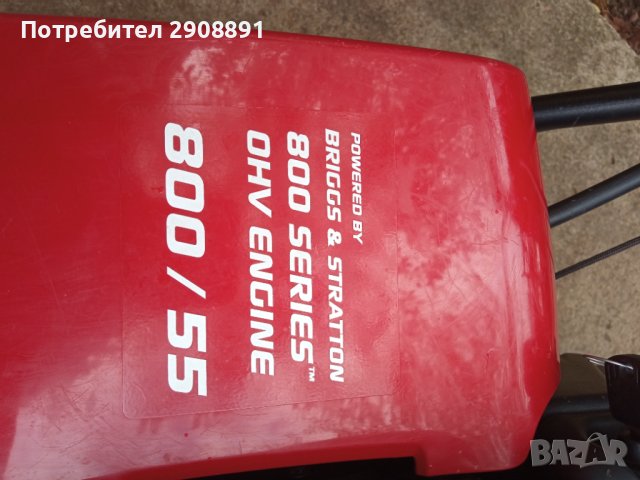 Потребител 2908891
POWERED BY
BRIGGS & STRATTON
800 SERIES™
OHV ENGINE
800 / 55
BAZAR